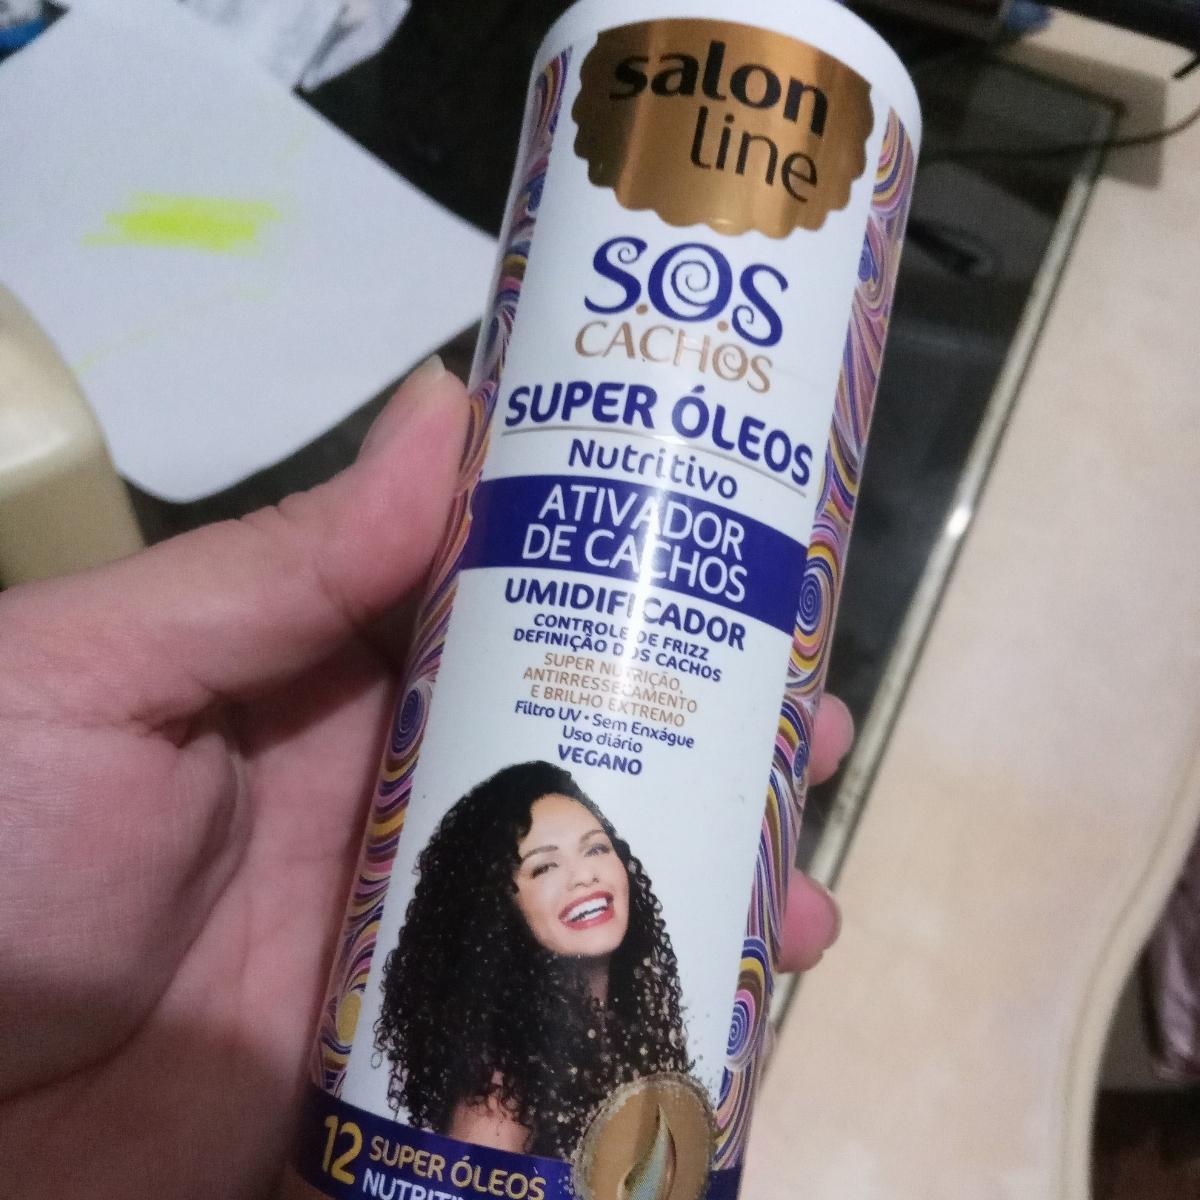 salon
line
S.O.S
CACHOS
SUPER ÓLEOS
Nutritivo
ATIVADOR
DE CACHOS
UMIDIFICADOR
CONTROLE DE FRIZZ
DEFINIÇÃO DOS CACHOS
SUPER NUTRIÇÃO,
ANTIRRESSECAMENTO
E BRILHO EXTREMO
Filtro UV • Sem Enxágue
Uso diário
VEGANO
12 SUPER ÓLEOS